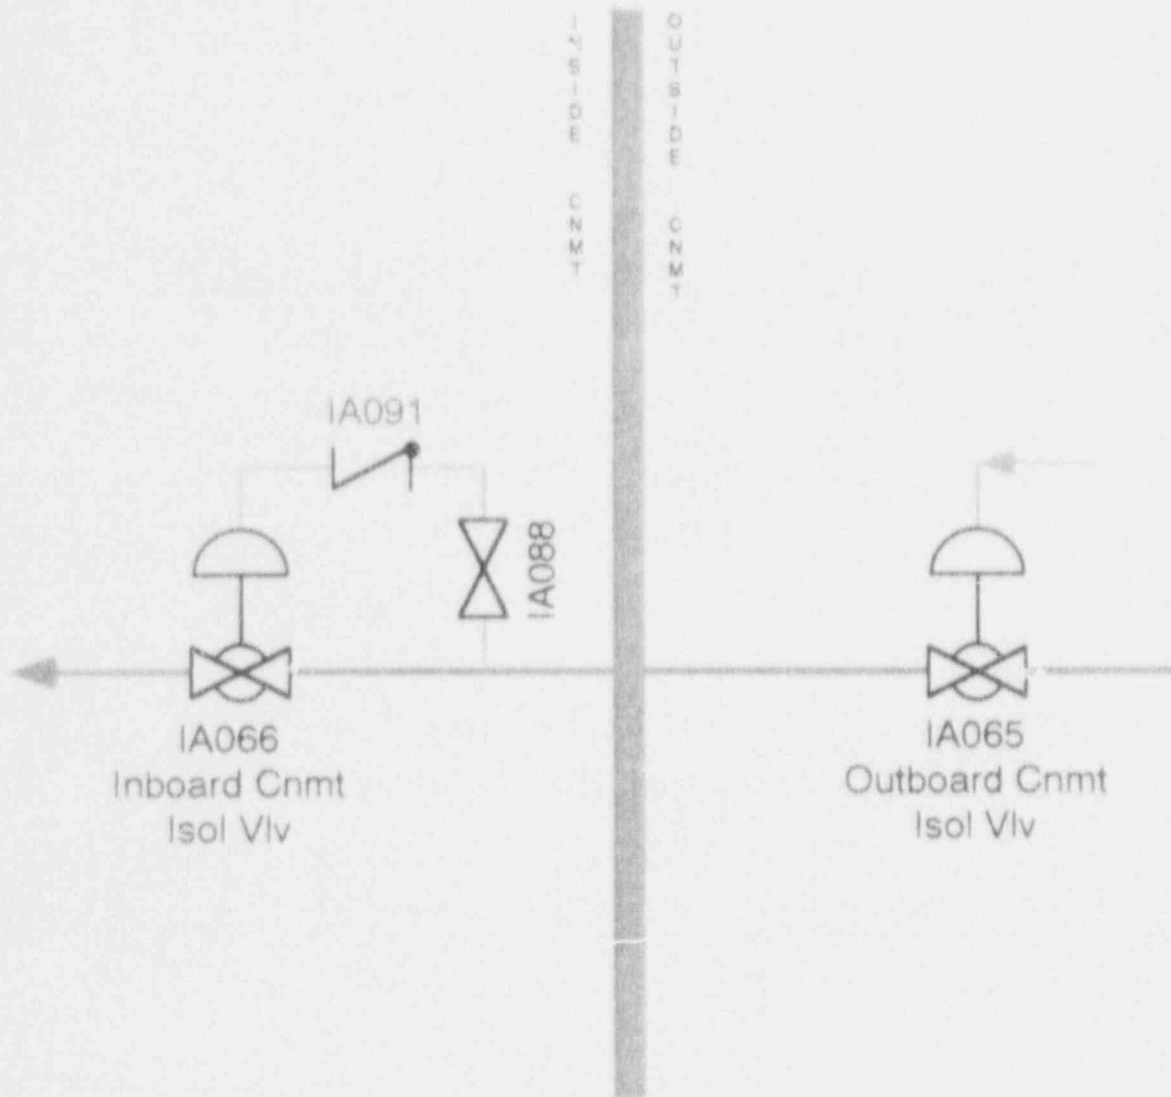 INSIDE CNMT
OUTSIDE CNMT
IA091
IA088
IA066
Inboard Cnmt
Isol Vlv
IA065
Outboard Cnmt
Isol Vlv